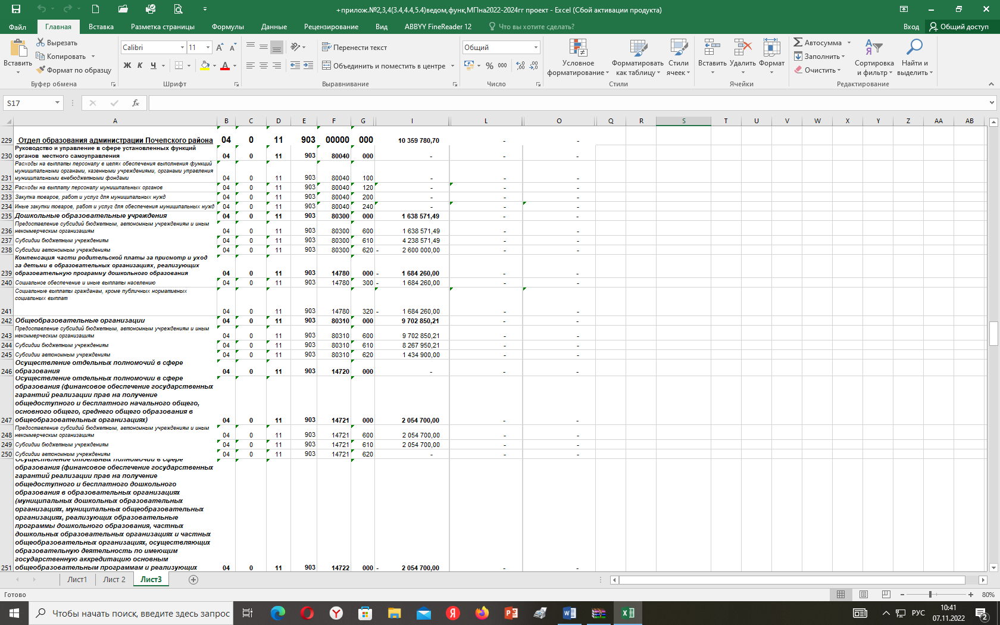 +прилож.№2,3,4(3.4,4.4,5.4)ведом,функ,МПна2022-2024гг проект - Excel (Сбой активации продукта)
Файл Главная Вставка Разметка страницы Формулы Данные Рецензирование Вид ABBYY FineReader 12 Что вы хотите сделать? Вход Общий доступ
Вставить
Вырезать
Копировать
Формат по образцу
Буфер обмена
Calibri 11
Ж К Ч
Шрифт
Перенести текст
Объединить и поместить в центре
Выравнивание
Общий
% 000
Число
Условное форматирование
Форматировать как таблицу
Стили ячеек
Стили
Вставить Удалить Формат
Ячейки
Автосумма
Заполнить
Очистить
Сортировка и фильтр
Найти и выделить
Редактирование
S17 fx
A B C D E F G I L O Q R S T U V W X Y Z AA AB
229 Отдел образования администрации Почепского района 04 0 11 903 00000 000 10 359 780,70 - -
Руководство и управление в сфере установленных функций
230 органов местного самоуправления 04 0 11 903 80040 000 - - -
Расходы на выплаты персоналу в целях обеспечения выполнения функций
муниципальными органами, казенными учреждениями, органами управления
231 муниципальными внебюджетными фондами 04 0 11 903 80040 100 - - -
232 Расходы на выплату персоналу муниципальных органов 04 0 11 903 80040 120 - - -
233 Закупка товаров, работ и услуг для муниципальных нужд 04 0 11 903 80040 200 - - -
234 Иные закупки товаров, работ и услуг для обеспечения муниципальных нужд 04 0 11 903 80040 240 - - -
235 Дошкольные образовательные учреждения 04 0 11 903 80300 000 1 638 571,49 - -
Предоставление субсидий бюджетным, автономным учреждениям и иным
236 некоммерческим организациям 04 0 11 903 80300 600 1 638 571,49 - -
237 Субсидии бюджетным учреждениям 04 0 11 903 80300 610 4 238 571,49 - -
238 Субсидии автономным учреждениям 04 0 11 903 80300 620 - 2 600 000,00 - -
Компенсация части родительской платы за присмотр и уход
за детьми в образовательных организациях, реализующих
239 образовательную программу дошкольного образования 04 0 11 903 14780 000 - 1 684 260,00 - -
240 Социальное обеспечение и иные выплаты населению 04 0 11 903 14780 300 - 1 684 260,00 - -
Социальные выплаты гражданам, кроме публичных нормативных
социальных выплат
241 04 0 11 903 14780 320 - 1 684 260,00 - -
242 Общеобразовательные организации 04 0 11 903 80310 000 9 702 850,21 - -
Предоставление субсидий бюджетным, автономным учреждениям и иным
243 некоммерческим организациям 04 0 11 903 80310 600 9 702 850,21 - -
244 Субсидии бюджетным учреждениям 04 0 11 903 80310 610 8 267 950,21 - -
245 Субсидии автономным учреждениям 04 0 11 903 80310 620 1 434 900,00 - -
Осуществление отдельных полномочий в сфере
246 образования 04 0 11 903 14720 000 - - -
Осуществление отдельных полномочий в сфере
образования (финансовое обеспечение государственных
гарантий реализации прав на получение
общедоступного и бесплатного начального общего,
основного общего, среднего общего образования в
247 общеобразовательных организациях) 04 0 11 903 14721 000 2 054 700,00 - -
Предоставление субсидий бюджетным, автономным учреждениям и иным
248 некоммерческим организациям 04 0 11 903 14721 600 2 054 700,00 - -
249 Субсидии бюджетным учреждениям 04 0 11 903 14721 610 2 054 700,00 - -
250 Субсидии автономным учреждениям 04 0 11 903 14721 620 - - -
Осуществление отдельных полномочий в сфере
образования (финансовое обеспечение государственных
гарантий реализации прав на получение
общедоступного и бесплатного дошкольного
образования в образовательных организациях
(муниципальных дошкольных образовательных
организациях, муниципальных общеобразовательных
организациях, реализующих образовательные
программы дошкольного образования, частных
дошкольных образовательных организациях и частных
общеобразовательных организациях, осуществляющих
образовательную деятельность по имеющим
государственную аккредитацию основным
251 общеобразовательным программам и реализующих 04 0 11 903 14722 000 - 2 054 700,00 - -
Лист1 Лист 2 Лист3
Готово 80%
Чтобы начать поиск, введите здесь запрос
РУС 10:41
07.11.2022 2